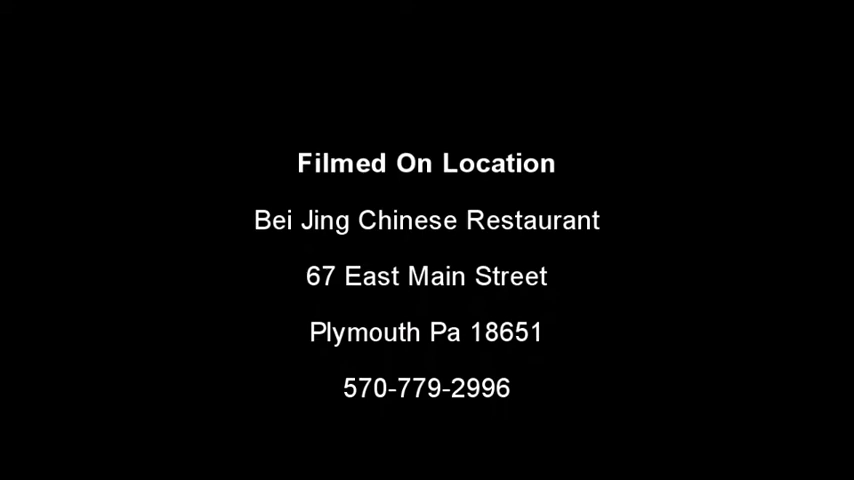 Filmed On Location
Bei Jing Chinese Restaurant
67 East Main Street
Plymouth Pa 18651
570-779-2996